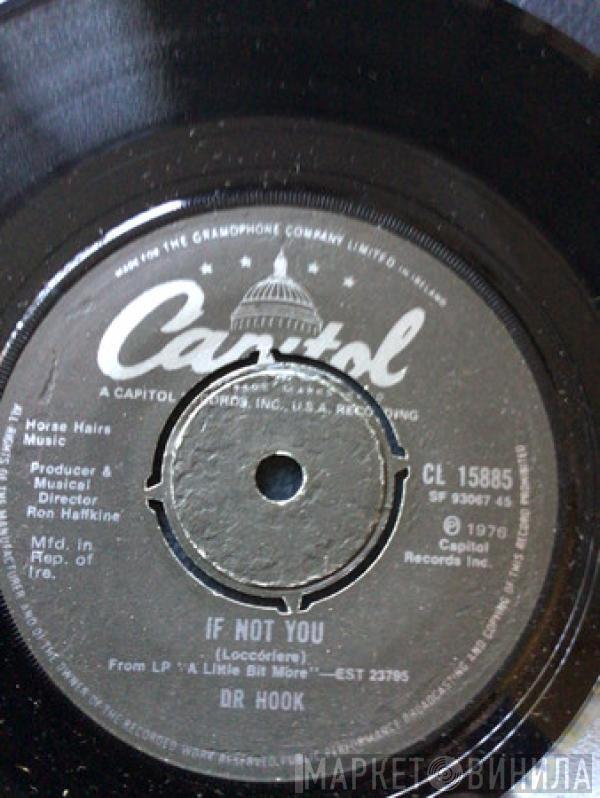 MADE FOR THE GRAMOPHONE COMPANY LIMITED IN IRELAND
Capitol
A CAPITOL RECORDS, INC., U.S.A. RECORDING
Horse Hairs
Music
Producer &
Musical
Director
Ron Haffkine
Mfd. in
Rep. of
Ire.
CL 15885
SF 93067 45
℗ 1976
Capitol
Records Inc.
IF NOT YOU
(Loccóriere)
From LP "A Little Bit More"—EST 23795
DR HOOK
ALL RIGHTS OF THE MANUFACTURER AND OF THE OWNER OF THE RECORDED WORK RESERVED. PUBLIC PERFORMANCE BROADCASTING AND COPYING OF THIS RECORD PROHIBITED
МАРКЕТ ВИНИЛА